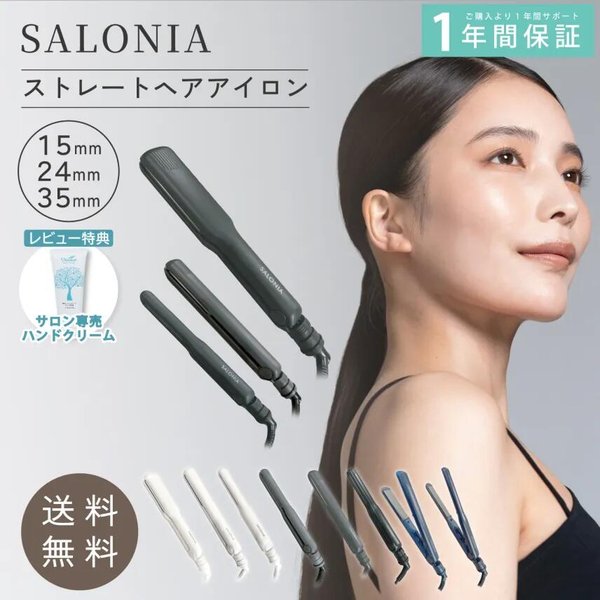 SALONIA
ストレートヘアアイロン
ご購入より1年間サポート
1年間保証
15mm
24mm
35mm
レビュー特典
サロン専売
ハンドクリーム
SALONIA
SALONIA
送料
無料